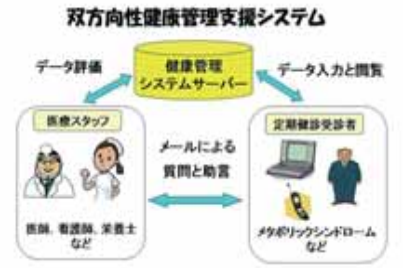 双方向性健康管理支援システム
健康管理
システムサーバー
データ評価
データ入力と閲覧
医療スタッフ
定期健診受診者
メールによる
質問と助言
医師、看護師、栄養士
など
メタボリックシンドローム
など